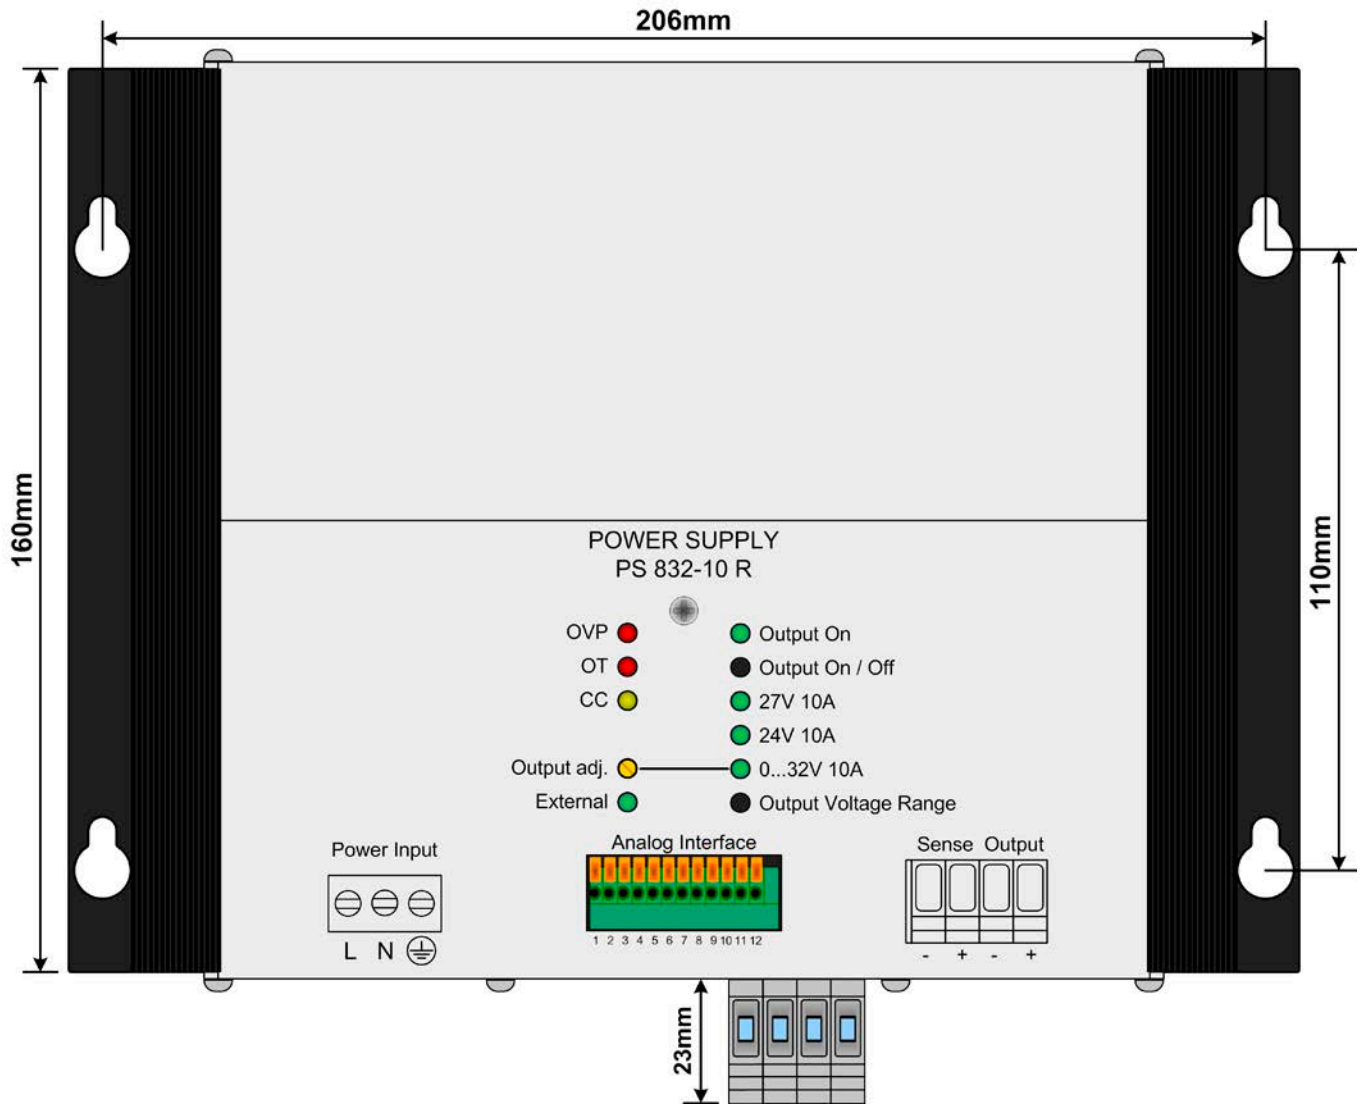 206mm
160mm
110mm
POWER SUPPLY
PS 832-10 R
OVP
Output On
OT
Output On / Off
CC
27V 10A
24V 10A
Output adj.
0...32V 10A
External
Output Voltage Range
Power Input
Analog Interface
Sense Output
L N
1 2 3 4 5 6 7 8 9 10 11 12
- + - +
23mm